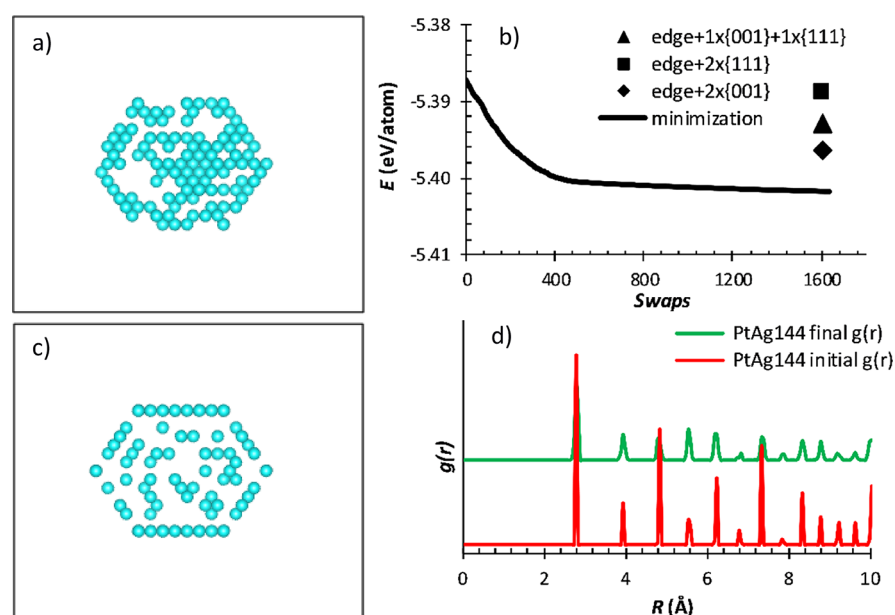 a)
b)
-5.38
-5.39
-5.40
-5.41
E (eV/atom)
edge+1x{001}+1x{111}
edge+2x{111}
edge+2x{001}
minimization
0
400
800
1200
1600
Swaps
c)
d)
PtAg144 final g(r)
PtAg144 initial g(r)
g(r)
0
2
4
6
8
10
R (Å)